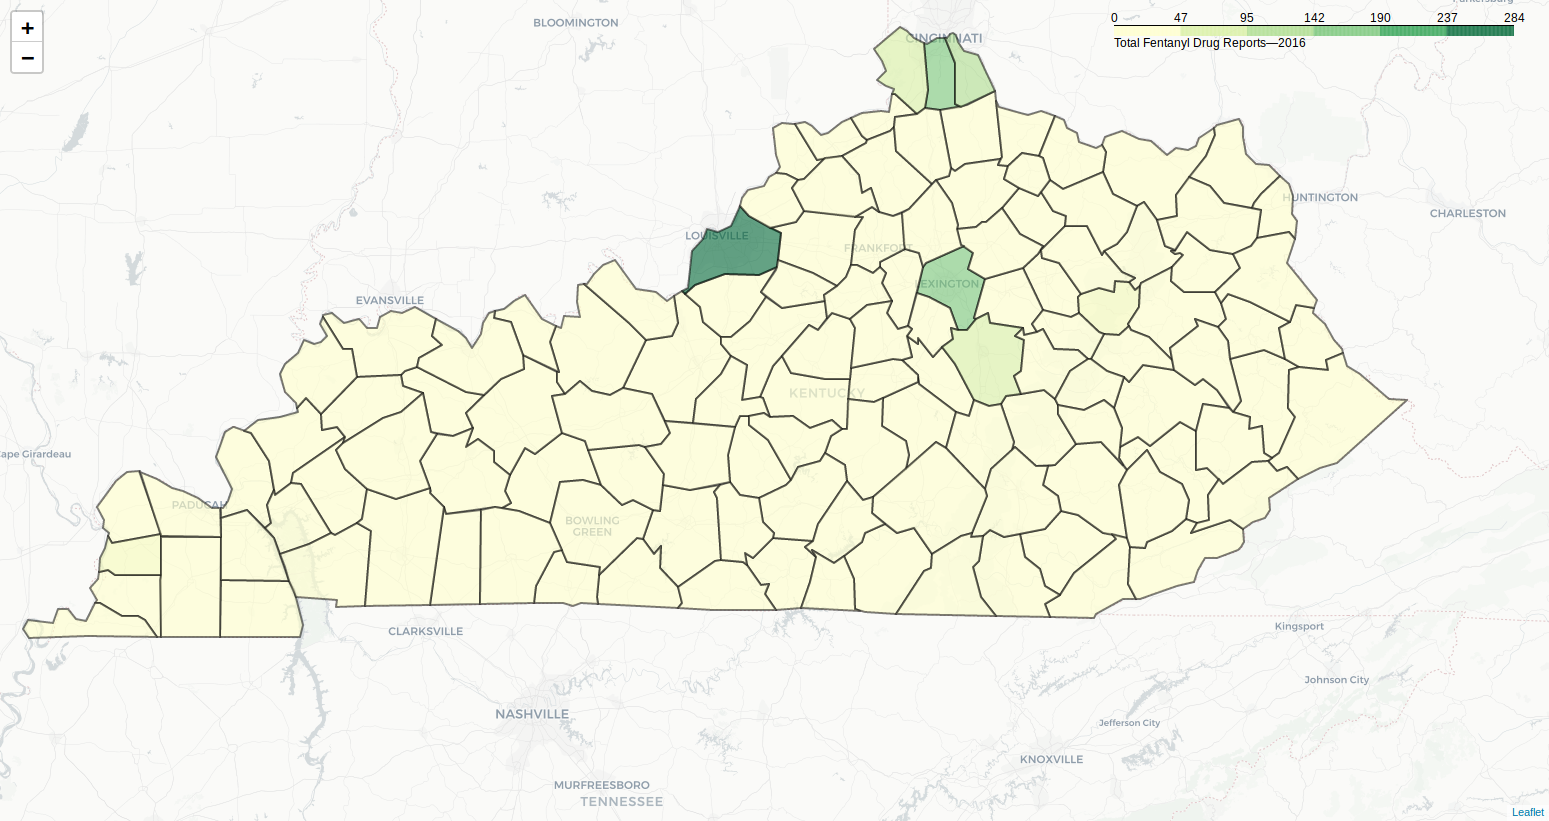 +
−
BLOOMINGTON
Parkersburg
CINCINNATI
0 47 95 142 190 237 284
Total Fentanyl Drug Reports—2016
HUNTINGTON
CHARLESTON
LOUISVILLE
FRANKFORT
LEXINGTON
EVANSVILLE
KENTUCKY
Cape Girardeau
PADUCAH
BOWLING
GREEN
CLARKSVILLE
Kingsport
Johnson City
NASHVILLE
Jefferson City
KNOXVILLE
MURFREESBORO
TENNESSEE
Leaflet